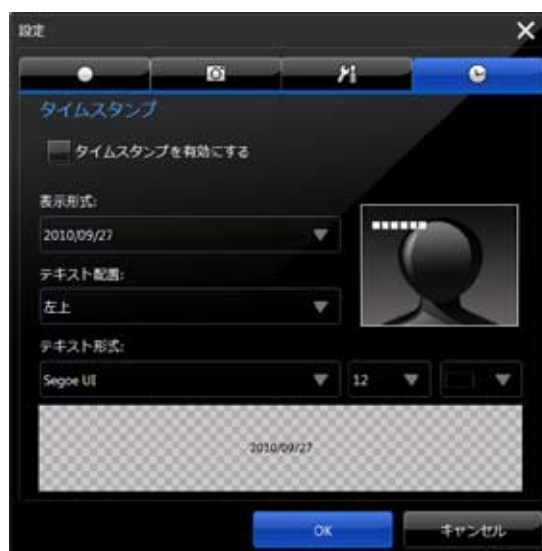 設定
タイムスタンプ
タイムスタンプを有効にする
表示形式:
2010/09/27
テキスト配置:
左上
テキスト形式:
Segoe UI 12
2010/09/27
OK キャンセル